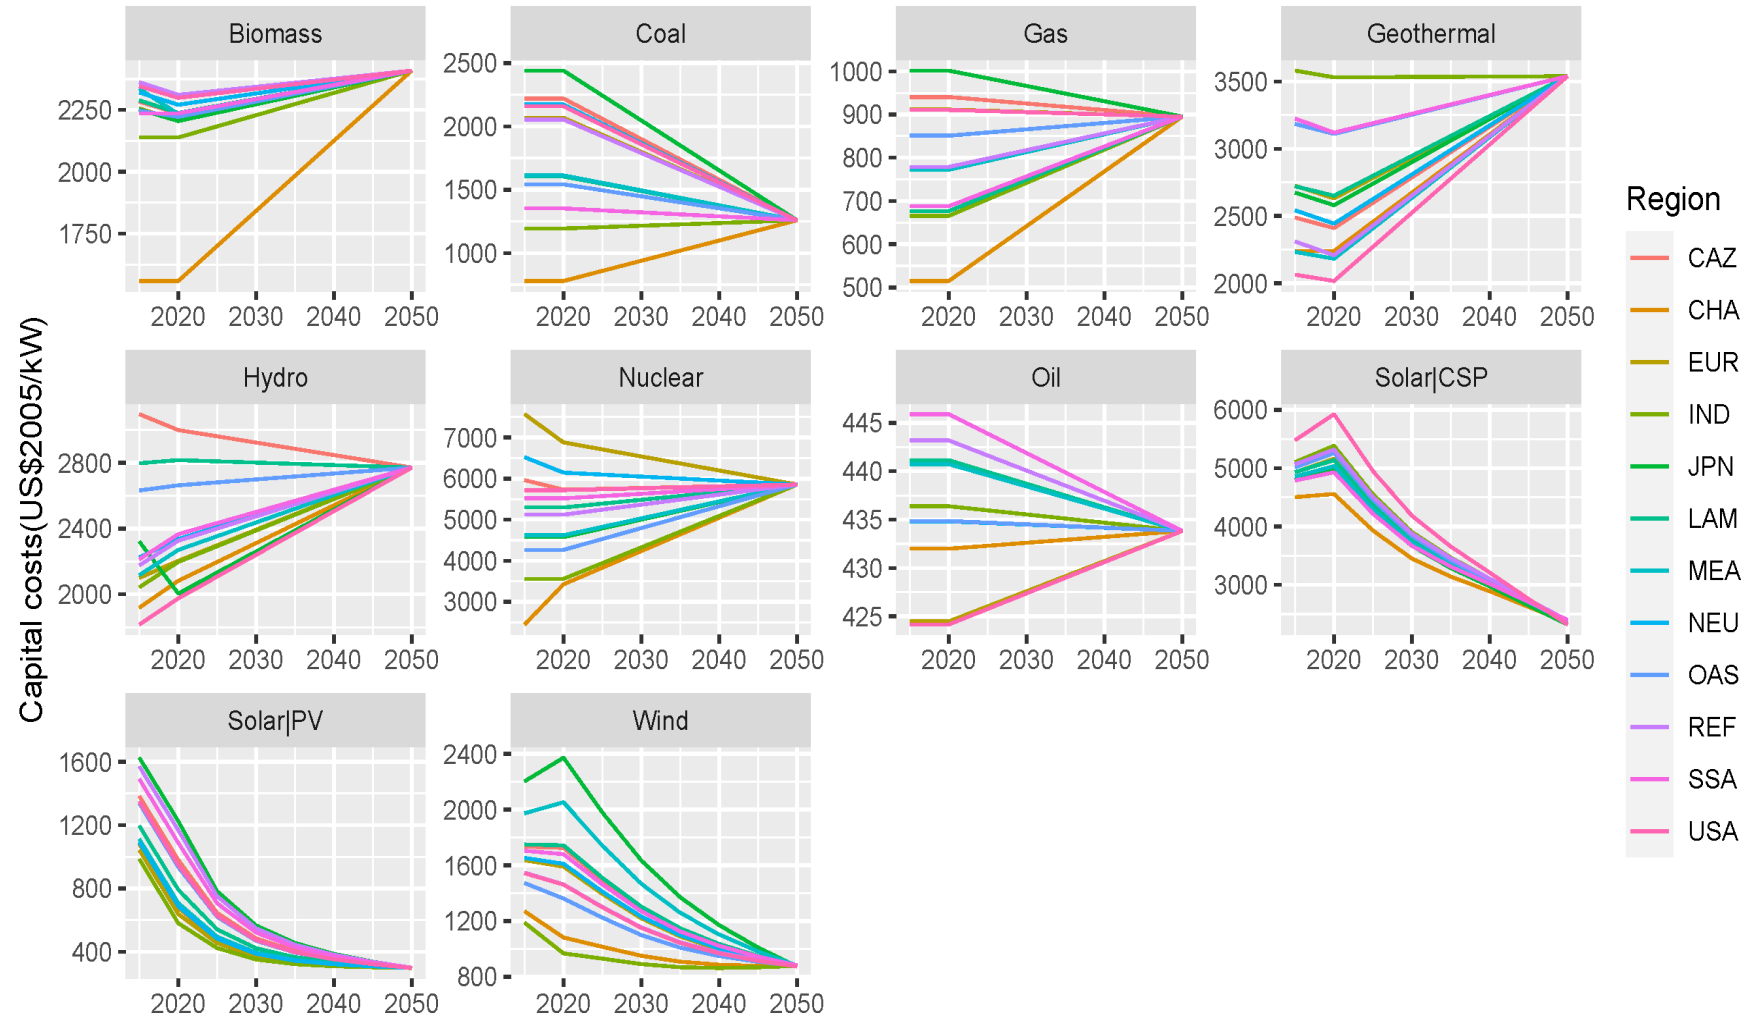 Capital costs(US$2005/kW)
Biomass Coal Gas Geothermal
2250
2000
1750
2500
2000
1500
1000
1000
900
800
700
600
500
3500
3000
2500
2000
2020 2030 2040 2050 2020 2030 2040 2050 2020 2030 2040 2050 2020 2030 2040 2050
Hydro Nuclear Oil Solar|CSP
2800
2400
2000
7000
6000
5000
4000
3000
445
440
435
430
425
6000
5000
4000
3000
2020 2030 2040 2050 2020 2030 2040 2050 2020 2030 2040 2050 2020 2030 2040 2050
Solar|PV Wind
1600
1200
800
400
2400
2000
1600
1200
800
2020 2030 2040 2050 2020 2030 2040 2050
Region
CAZ
CHA
EUR
IND
JPN
LAM
MEA
NEU
OAS
REF
SSA
USA